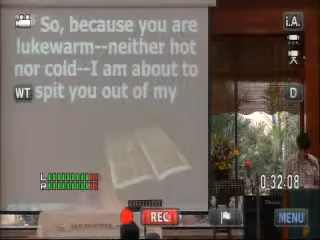 So, because you are
lukewarm--neither hot
nor cold--I am about to
spit you out of my
i.A.
WT
D
L
R
0:32:08
REC
MENU